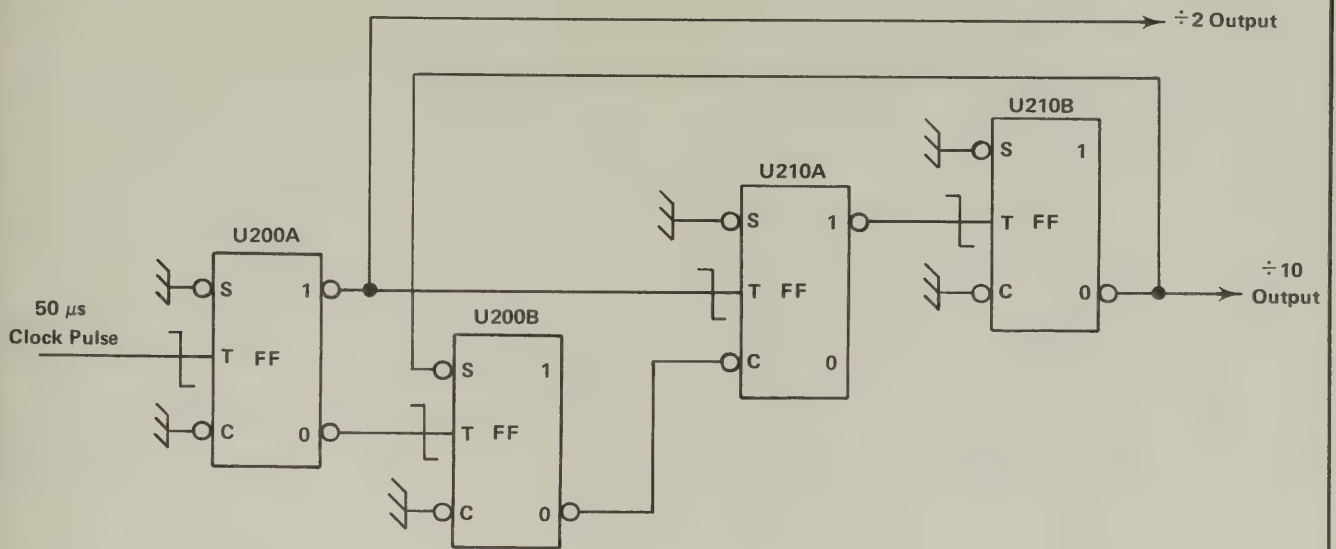 ÷2 Output
U210B
S 1
T FF
C 0
÷10
Output
U210A
S 1
T FF
C 0
U200A
S 1
T FF
C 0
50 μs
Clock Pulse
U200B
S 1
T FF
C 0